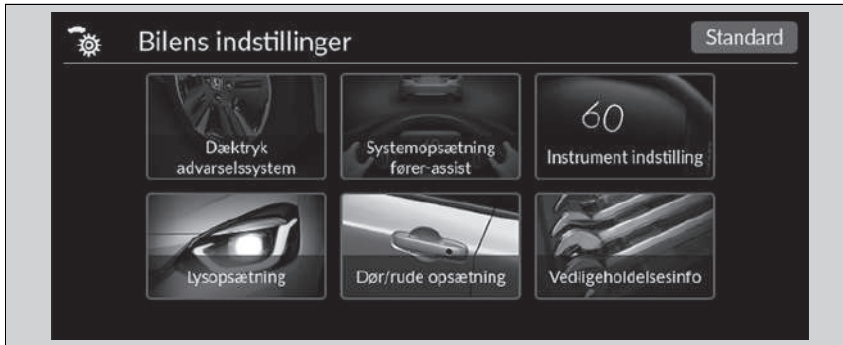 Bilens indstillinger
Standard
Dæktryk
advarselssystem
Systemopsætning
fører-assist
60
Instrument indstilling
Lysopsætning
Dør/rude opsætning
Vedligeholdelsesinfo